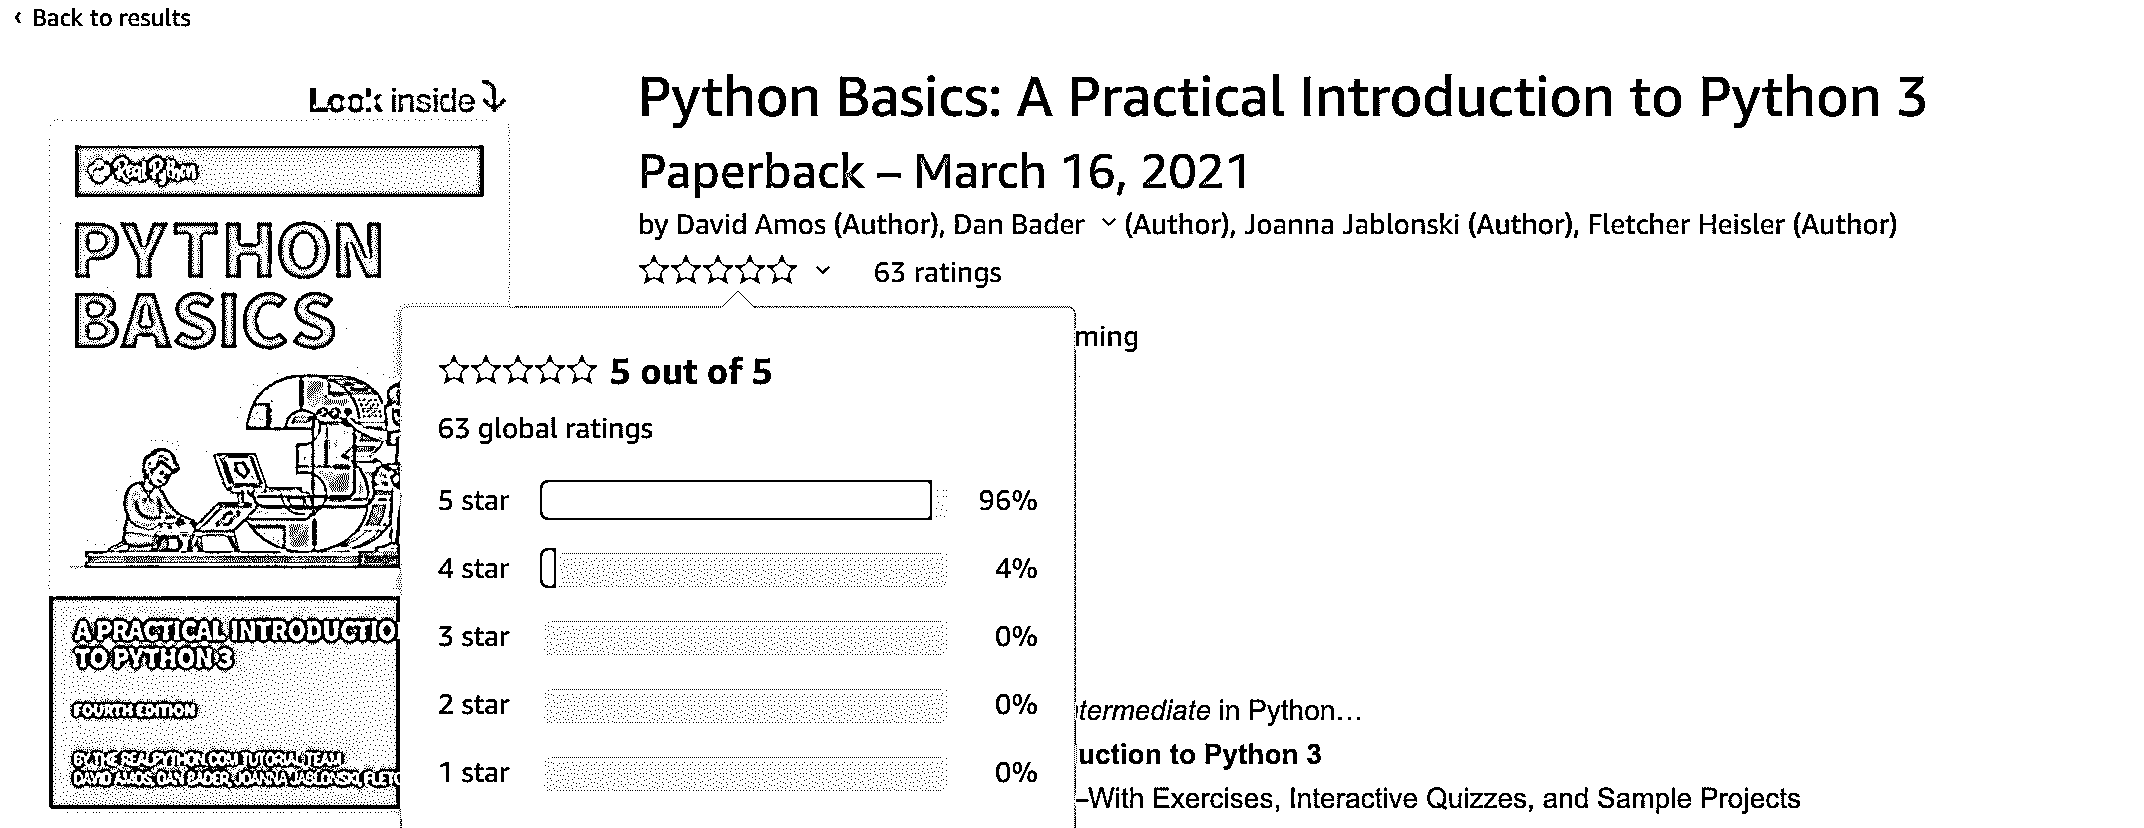 ‹ Back to results
Look inside
Real Python
PYTHON
BASICS
A PRACTICAL INTRODUCTIO
TO PYTHON 3
FOURTH EDITION
BY THE REALPYTHON.COM TUTORIAL TEAM
DAVID AMOS, DAN BADER, JOANNA JABLONSKI, FLETC
Python Basics: A Practical Introduction to Python 3
Paperback – March 16, 2021
by David Amos (Author), Dan Bader (Author), Joanna Jablonski (Author), Fletcher Heisler (Author)
63 ratings
ming
5 out of 5
63 global ratings
5 star 96%
4 star 4%
3 star 0%
2 star 0%
1 star 0%
termediate in Python…
uction to Python 3
–With Exercises, Interactive Quizzes, and Sample Projects